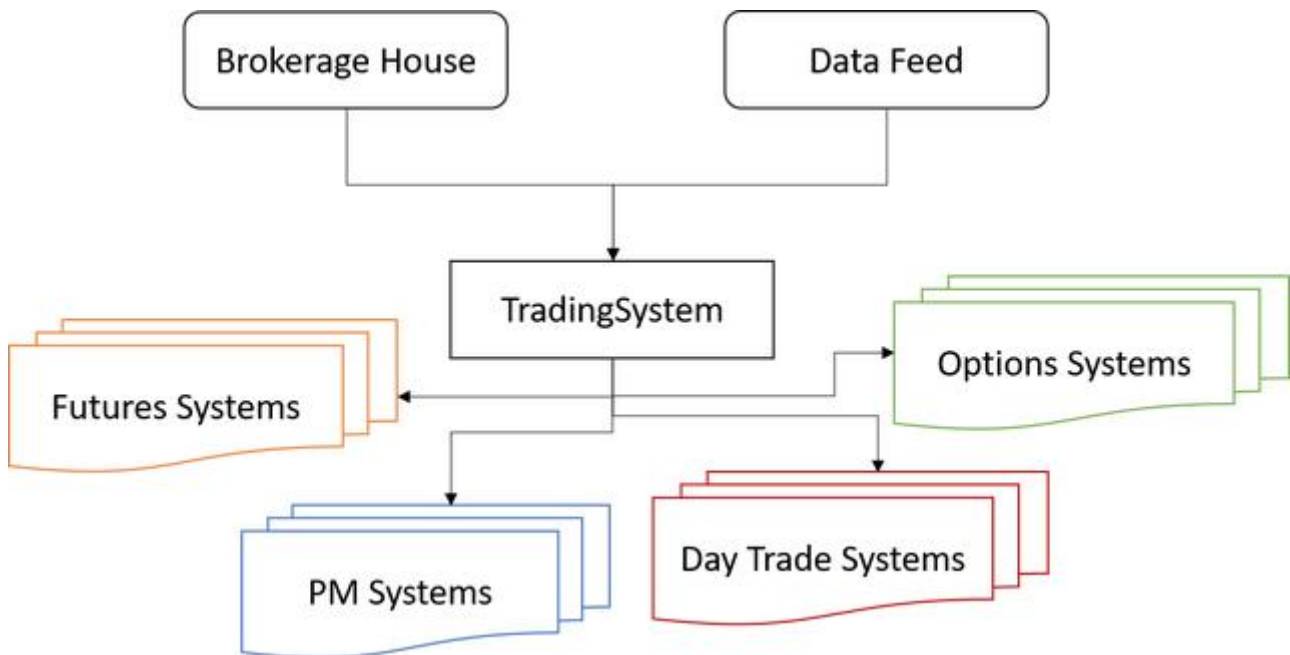 Brokerage House
Data Feed
TradingSystem
Options Systems
Futures Systems
Day Trade Systems
PM Systems